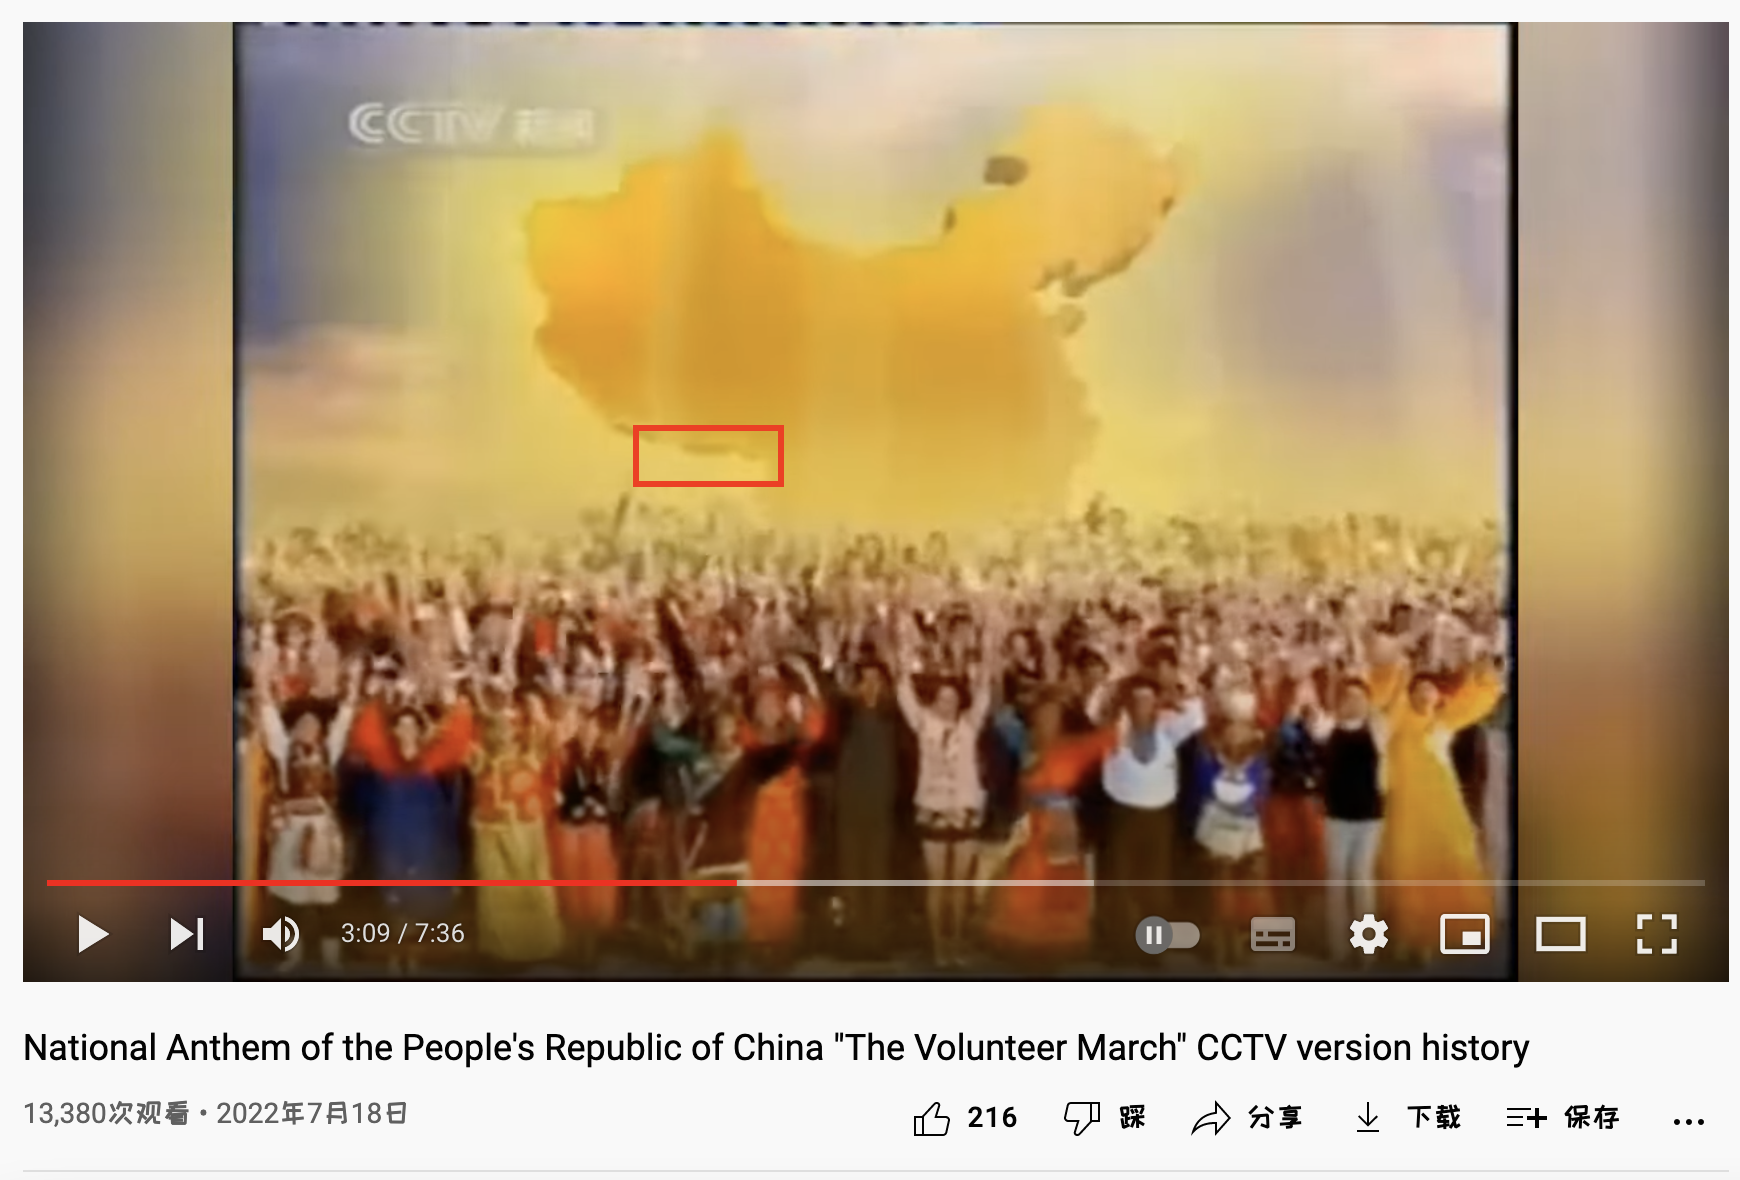 CCTV 新闻
3:09 / 7:36
National Anthem of the People's Republic of China "The Volunteer March" CCTV version history
13,380次观看 • 2022年7月18日
216 踩 分享 下载 保存